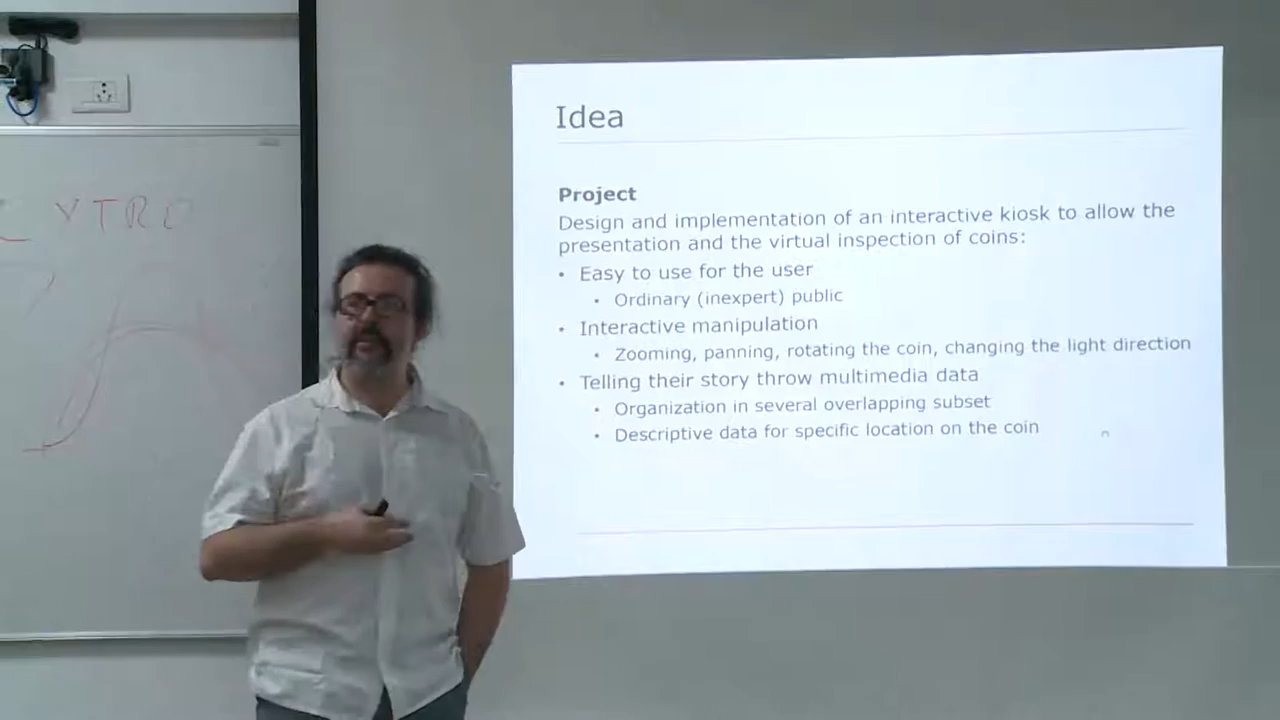 Idea
Project
Design and implementation of an interactive kiosk to allow the
presentation and the virtual inspection of coins:
• Easy to use for the user
• Ordinary (inexpert) public
• Interactive manipulation
• Zooming, panning, rotating the coin, changing the light direction
• Telling their story throw multimedia data
• Organization in several overlapping subset
• Descriptive data for specific location on the coin